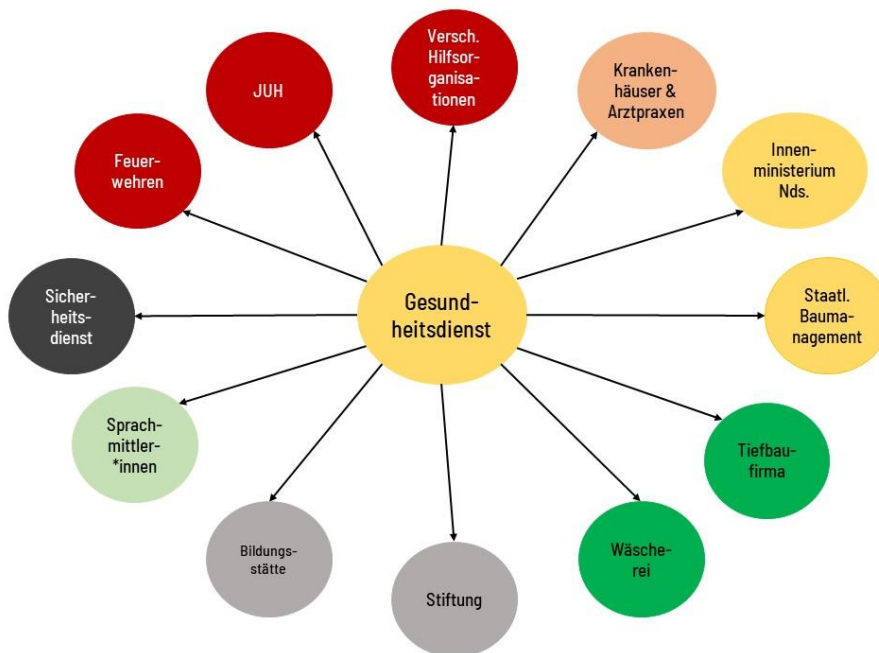 Versch.
Hilfsor-
ganisa-
tionen
JUH
Kranken-
häuser &
Arztpraxen
Feuer-
wehren
Innen-
ministerium
Nds.
Gesund-
heitsdienst
Sicher-
heits-
dienst
Staatl.
Bauma-
nagement
Sprach-
mittler-
*innen
Tiefbau-
firma
Bildungs-
stätte
Stiftung
Wäsche-
rei